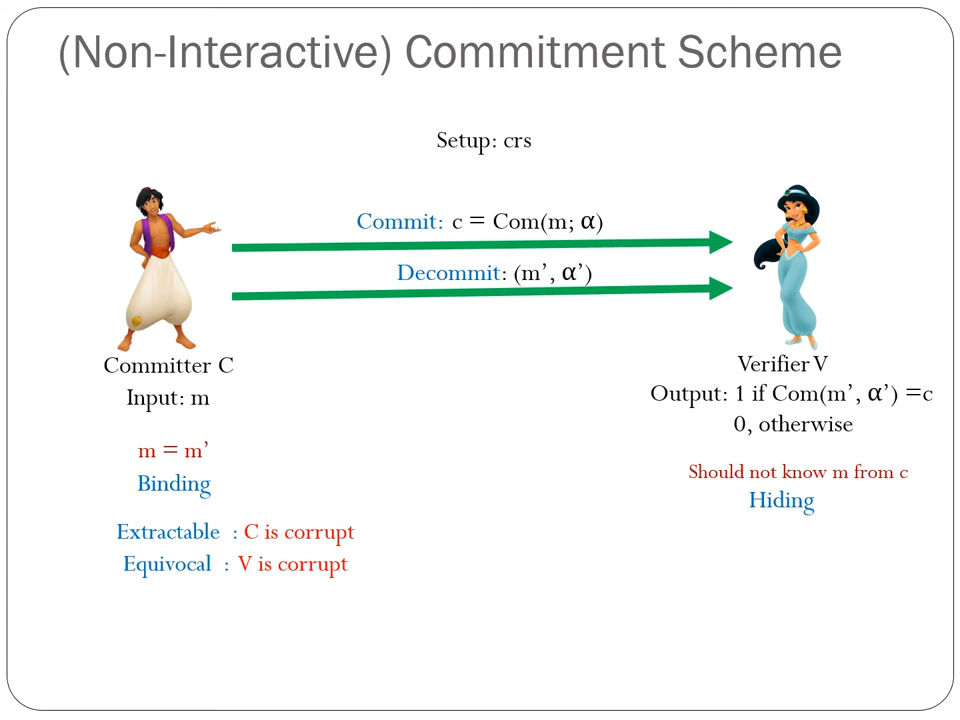 (Non-Interactive) Commitment Scheme
Setup: crs
Commit: c = Com(m; α)
Decommit: (m’, α’)
Committer C
Input: m
m = m’
Binding
Extractable : C is corrupt
Equivocal : V is corrupt
Verifier V
Output: 1 if Com(m’, α’) =c
0, otherwise
Should not know m from c
Hiding